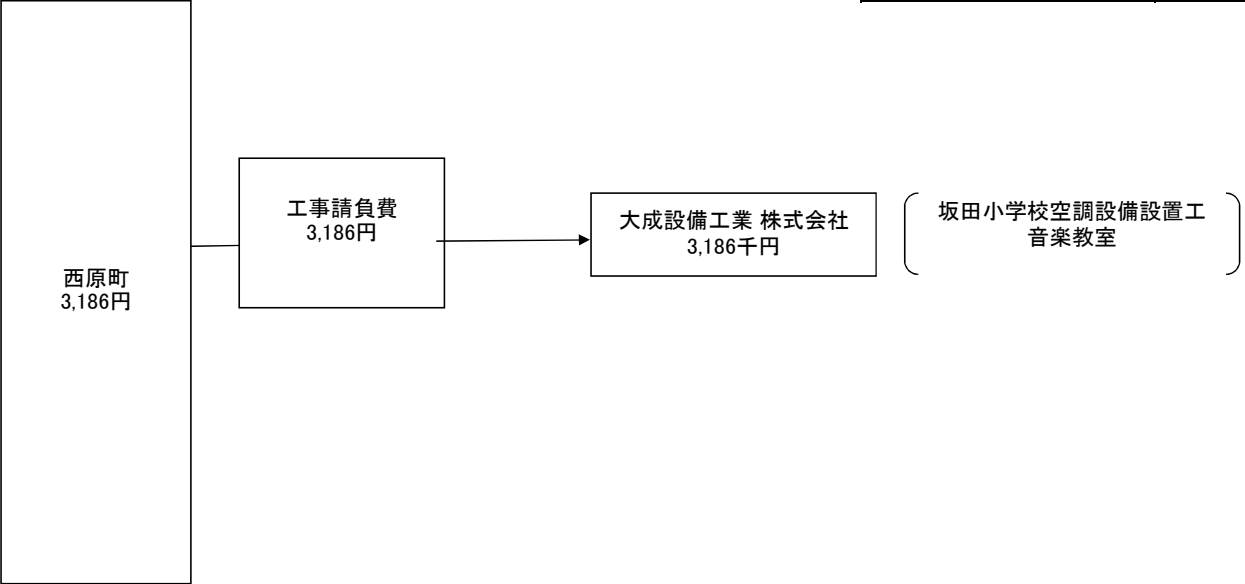 西原町
3,186円
工事請負費
3,186円
大成設備工業 株式会社
3,186千円
坂田小学校空調設備設置工
音楽教室